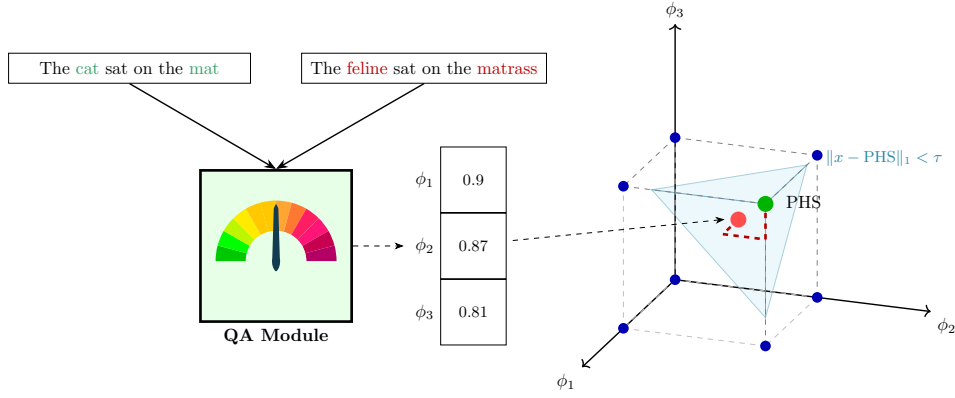 The cat sat on the mat
The feline sat on the matrass
QA Module
ϕ1 0.9
ϕ2 0.87
ϕ3 0.81
ϕ3
∥x − PHS∥1 < τ
PHS
ϕ2
ϕ1